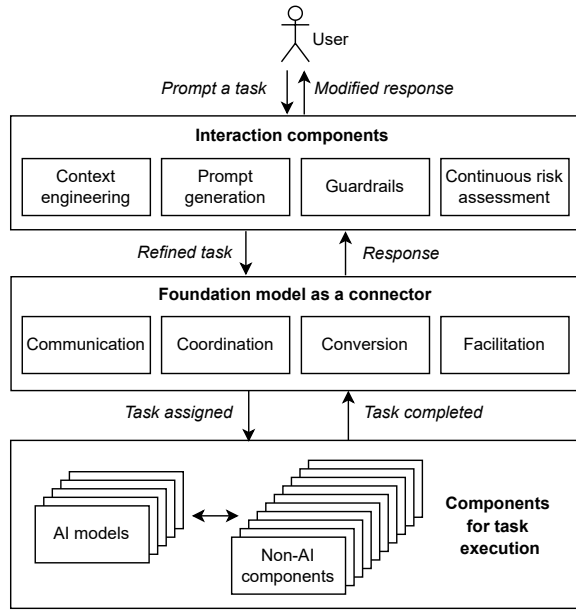 User
Prompt a task
Modified response
Interaction components
Context
engineering
Prompt
generation
Guardrails
Continuous risk
assessment
Refined task
Response
Foundation model as a connector
Communication
Coordination
Conversion
Facilitation
Task assigned
Task completed
AI models
Non-AI
components
Components
for task
execution